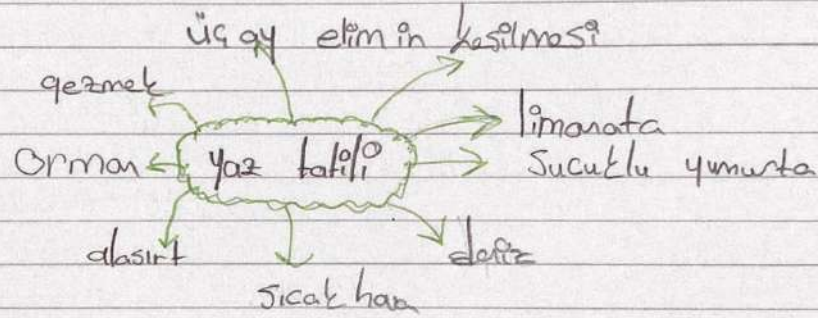 üç ay elimin kesilmesi
gezmek
limonata
Orman yaz tatili Sucuklu yumurta
alasırt deniz
sıcak hava